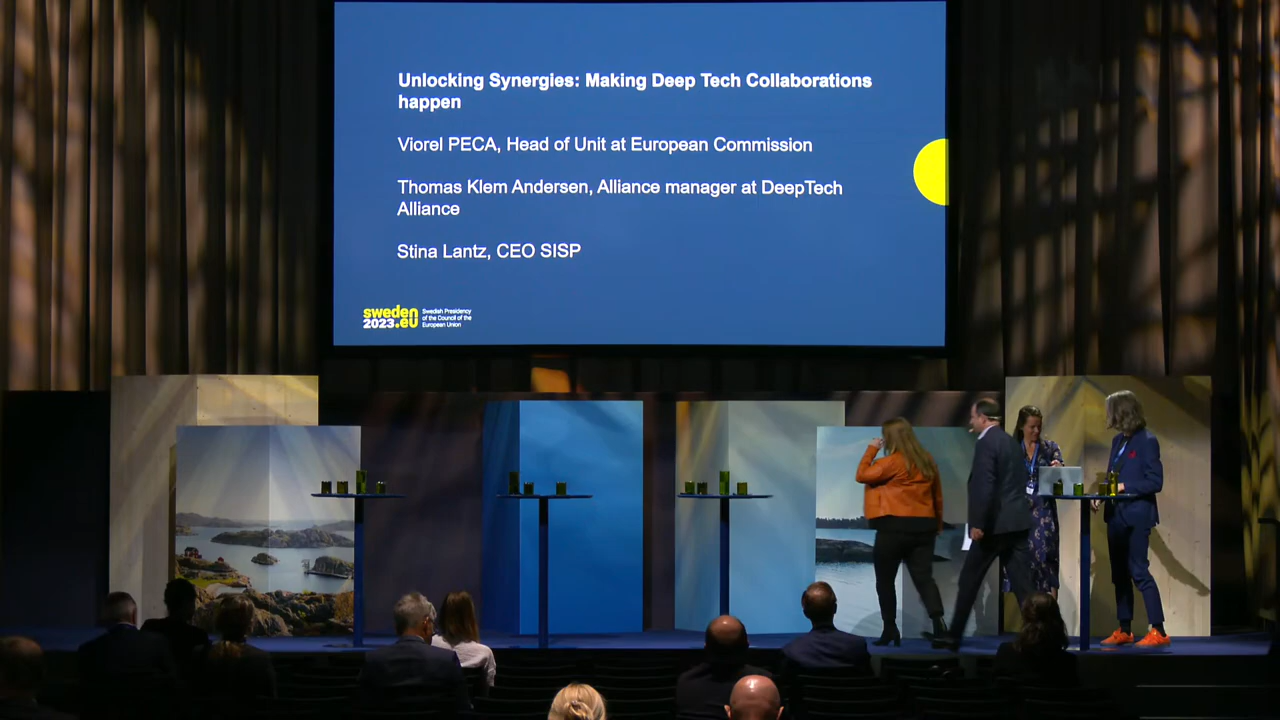 Unlocking Synergies: Making Deep Tech Collaborations
happen
Viorel PECA, Head of Unit at European Commission
Thomas Klem Andersen, Alliance manager at DeepTech
Alliance
Stina Lantz, CEO SISP
sweden
2023.eu
Swedish Presidency
of the Council of the
European Union